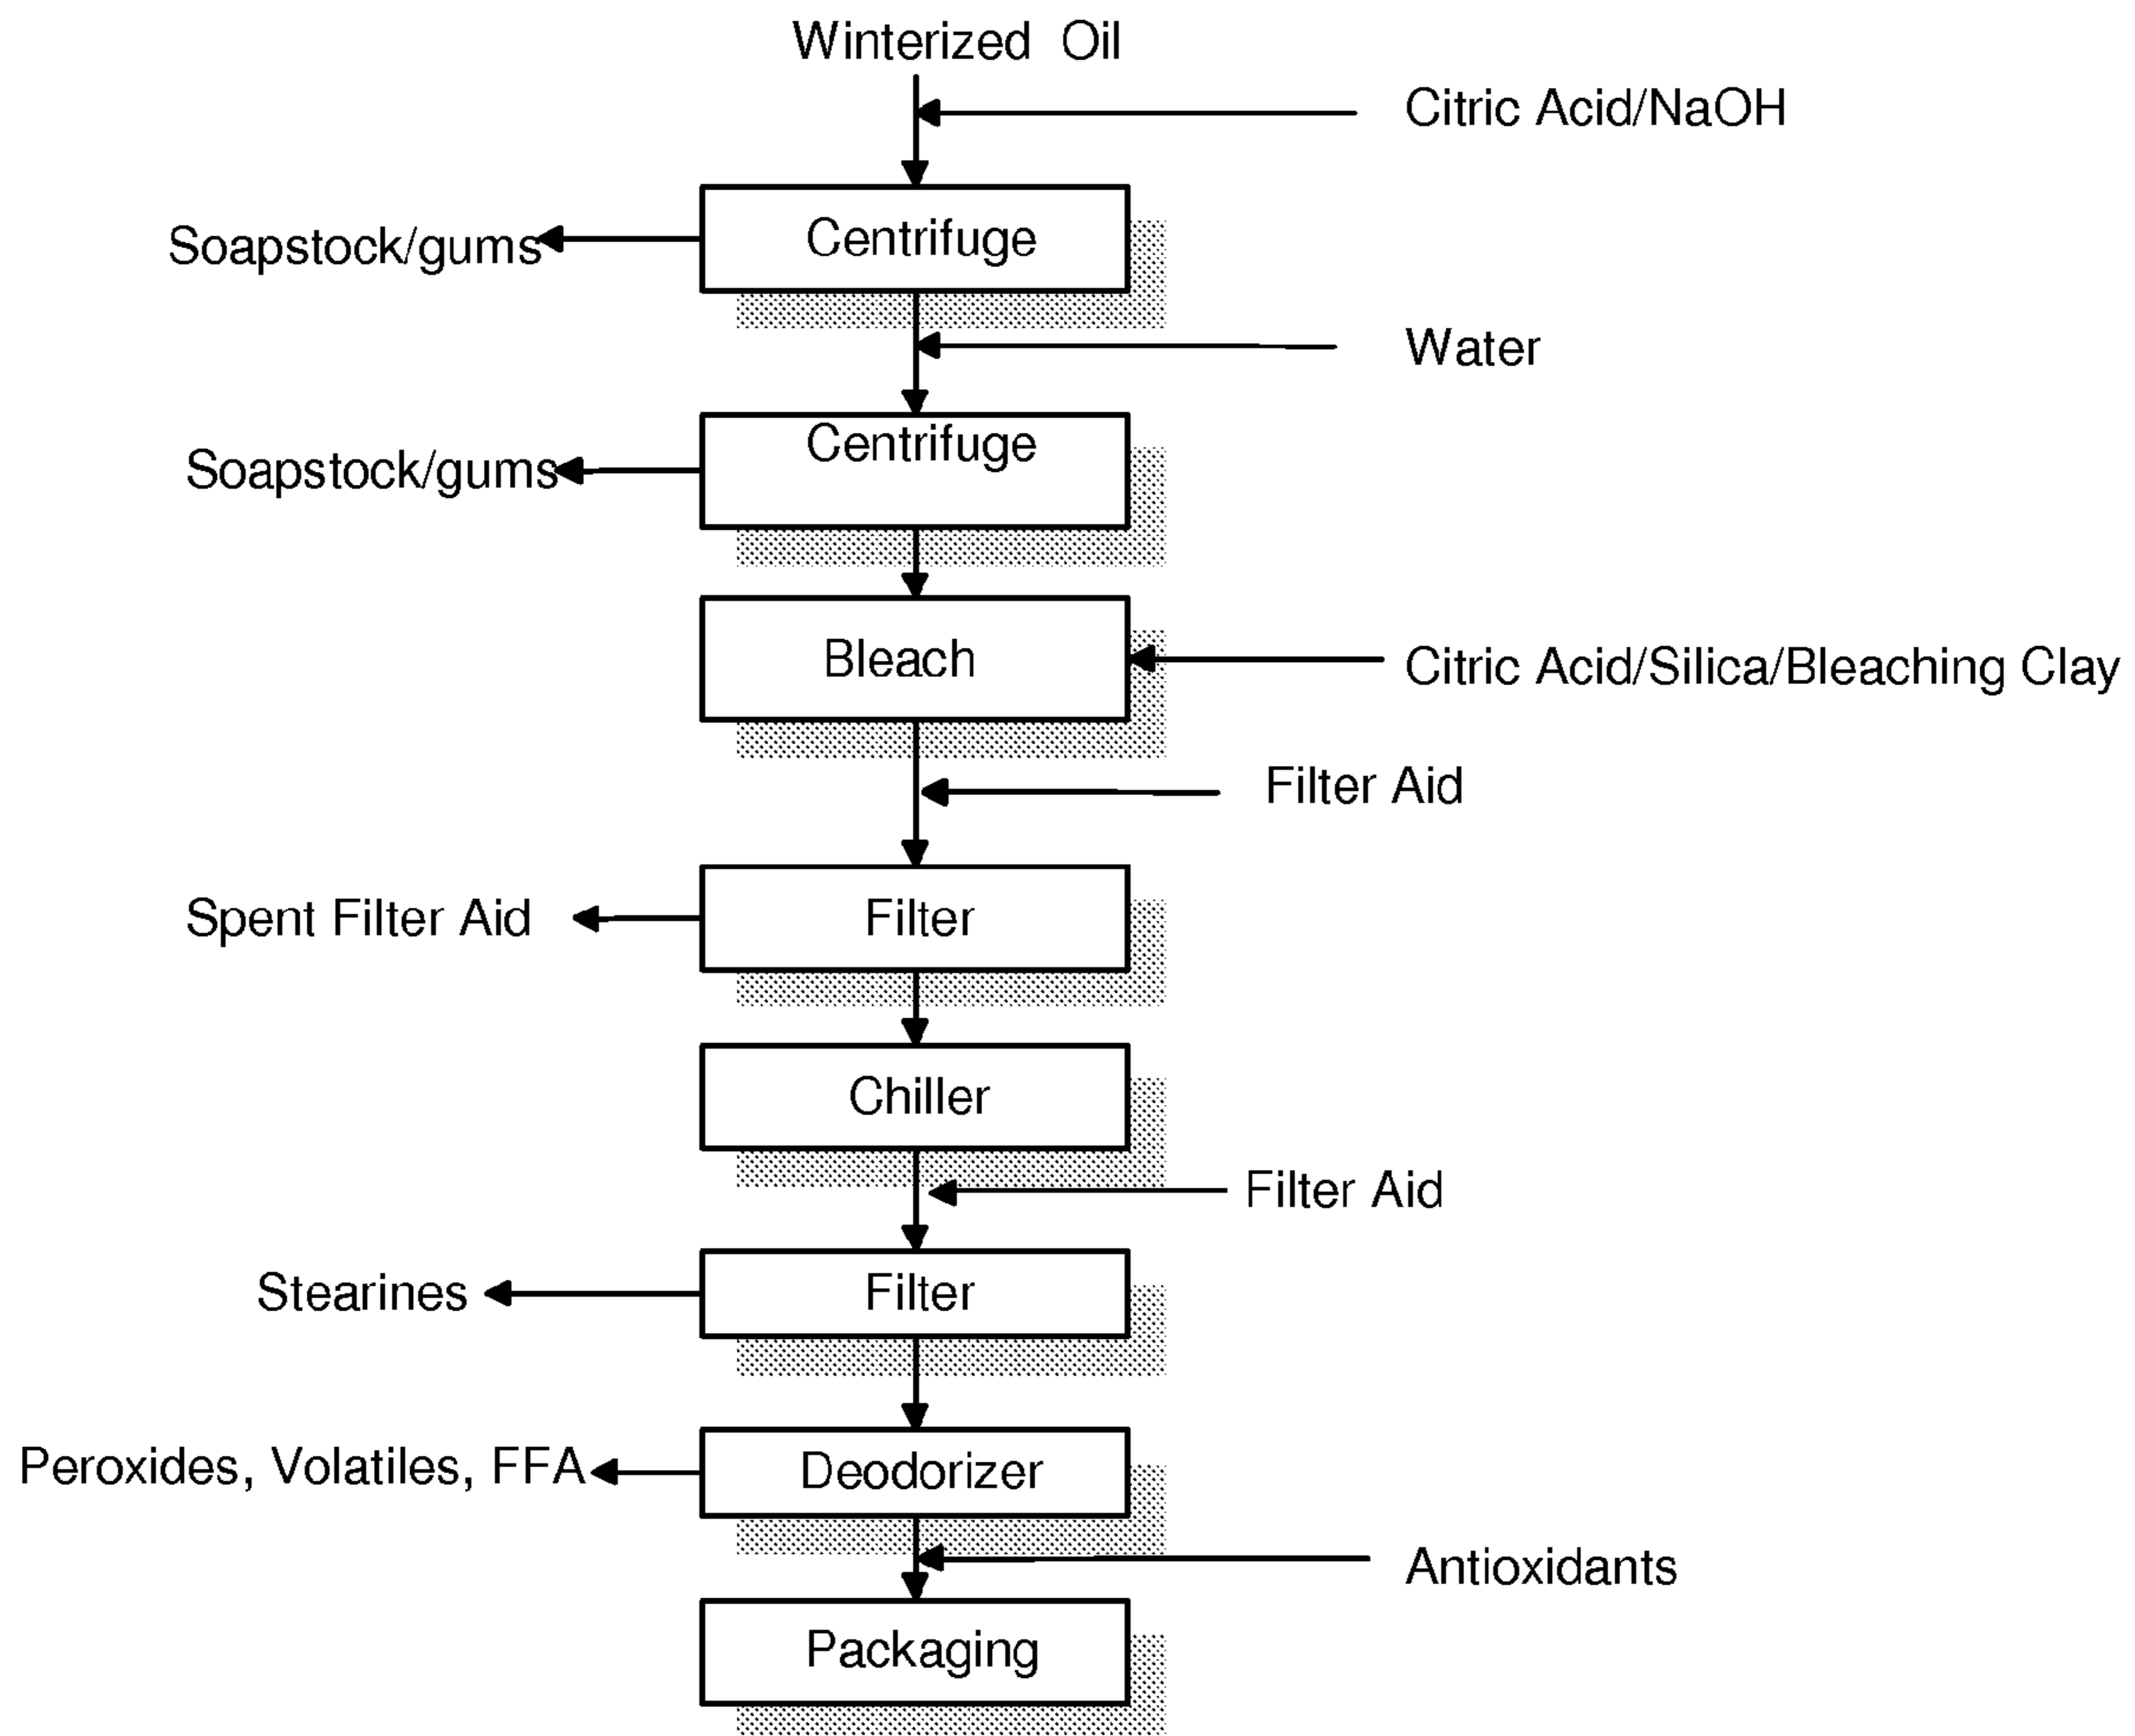 Winterized Oil
Citric Acid/NaOH
Centrifuge
Soapstock/gums
Water
Centrifuge
Soapstock/gums
Bleach
Citric Acid/Silica/Bleaching Clay
Filter Aid
Spent Filter Aid
Filter
Chiller
Filter Aid
Stearines
Filter
Peroxides, Volatiles, FFA
Deodorizer
Antioxidants
Packaging